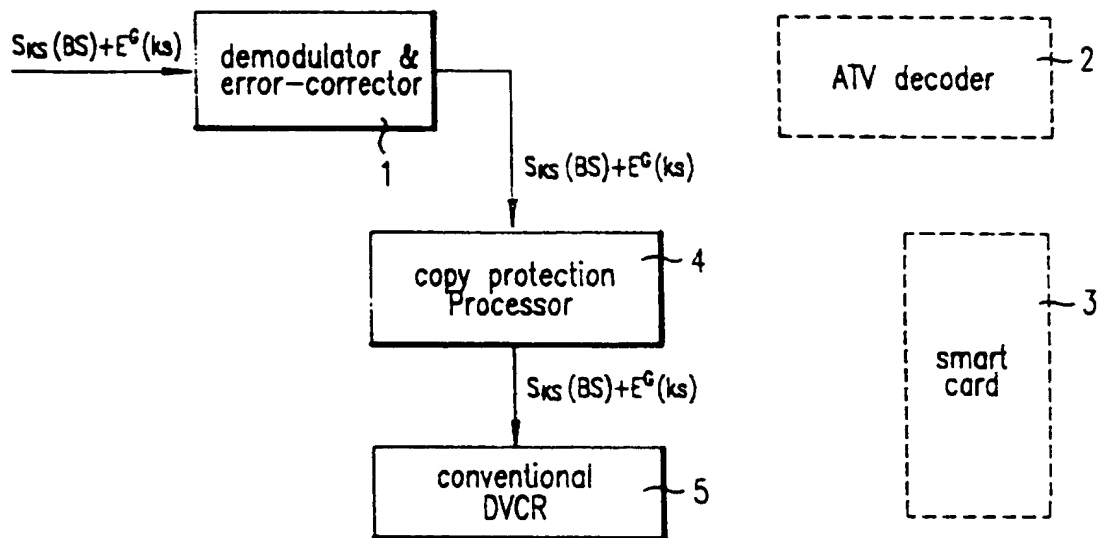 S_KS(BS)+E^G(ks)
demodulator &
error-corrector
1
ATV decoder
2
S_KS(BS)+E^G(ks)
copy protection
Processor
4
smart
card
3
S_KS(BS)+E^G(ks)
conventional
DVCR
5